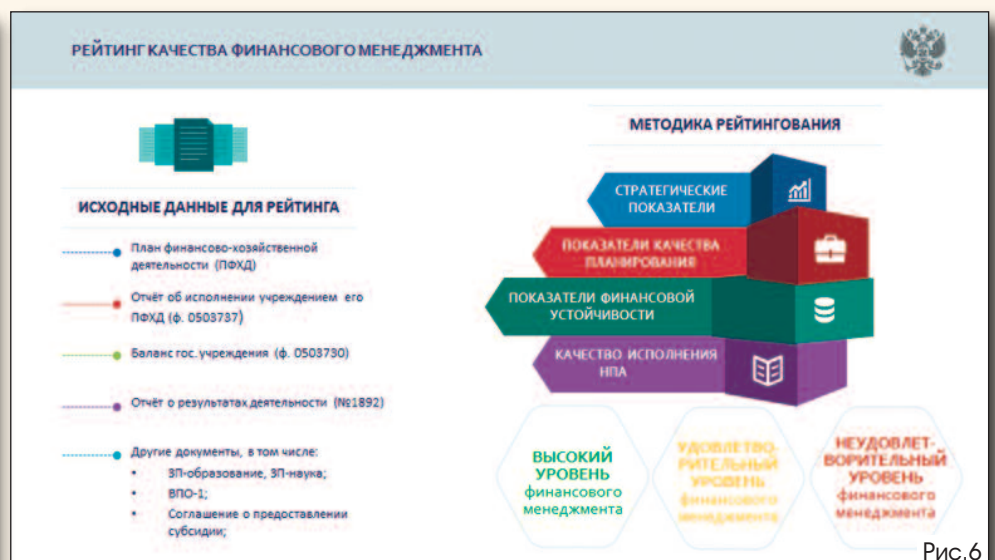 РЕЙТИНГ КАЧЕСТВА ФИНАНСОВОГО МЕНЕДЖМЕНТА
ИСХОДНЫЕ ДАННЫЕ ДЛЯ РЕЙТИНГА
План финансово-хозяйственной
деятельности (ПФХД)
Отчёт об исполнении учреждением его
ПФХД (ф. 0503737)
Баланс гос. учреждения (ф. 0503730)
Отчёт о результатах деятельности (№1892)
Другие документы, в том числе:
• ЗП-образование, ЗП-наука;
• ВПО-1;
• Соглашение о предоставлении
субсидии;
МЕТОДИКА РЕЙТИНГОВАНИЯ
СТРАТЕГИЧЕСКИЕ
ПОКАЗАТЕЛИ
ПОКАЗАТЕЛИ КАЧЕСТВА
ПЛАНИРОВАНИЯ
ПОКАЗАТЕЛИ ФИНАНСОВОЙ
УСТОЙЧИВОСТИ
КАЧЕСТВО ИСПОЛНЕНИЯ
НПА
ВЫСОКИЙ
УРОВЕНЬ
финансового
менеджмента
УДОВЛЕТВО-
РИТЕЛЬНЫЙ
УРОВЕНЬ
финансового
менеджмента
НЕУДОВЛЕТ-
ВОРИТЕЛЬНЫЙ
УРОВЕНЬ
финансового
менеджмента
Рис.6